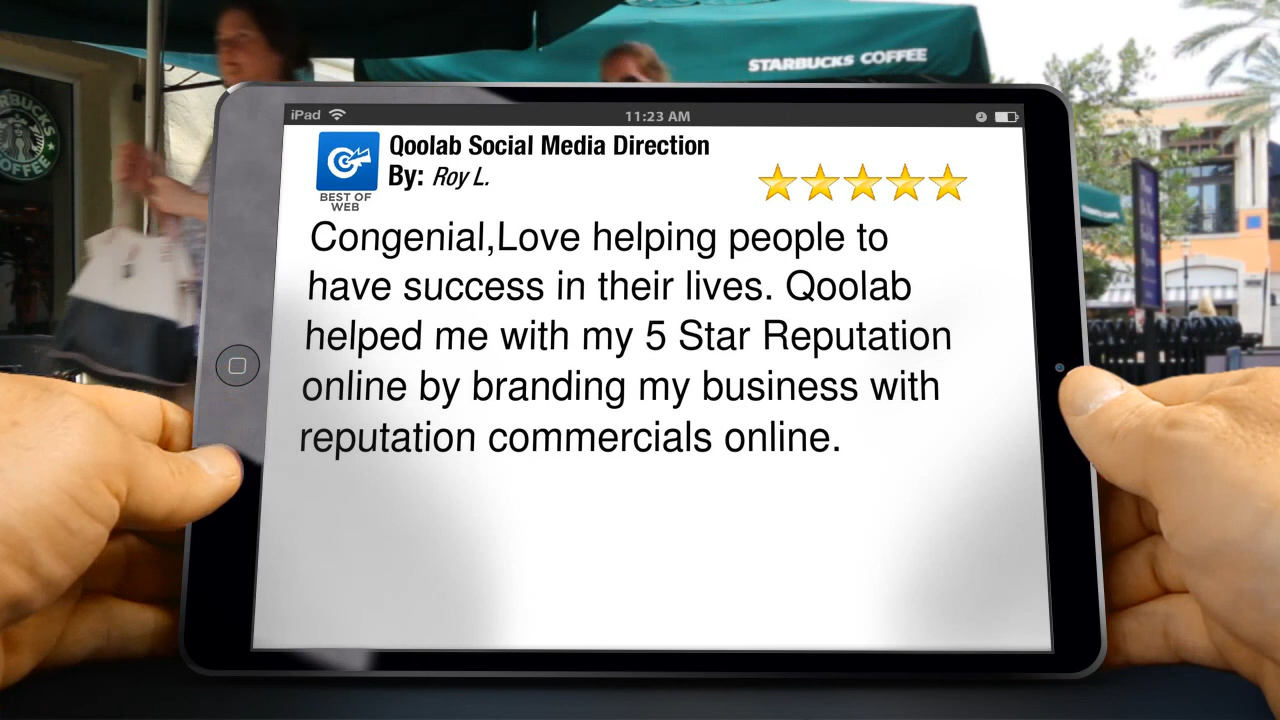 STARBUCKS COFFEE
iPad
11:23 AM
Qoolab Social Media Direction
By: Roy L.
BEST OF
WEB
Congenial,Love helping people to
have success in their lives. Qoolab
helped me with my 5 Star Reputation
online by branding my business with
reputation commercials online.